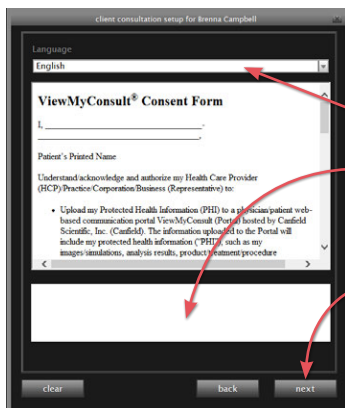 client consultation setup for Brenna Campbell
Language
English
ViewMyConsult® Consent Form
I, ________________________-
________________________,
Patient's Printed Name
Understand/acknowledge and authorize my Health Care Provider
(HCP)/Practice/Corporation/Business (Representative) to:
• Upload my Protected Health Information (PHI) to a physician/patient web-
based communication portal ViewMyConsult (Portal) hosted by Canfield
Scientific, Inc. (Canfield). The information uploaded to the Portal will
include my protected health information ("PHI"), such as my
images/simulations, analysis results, product/treatment/procedure
clear
back
next